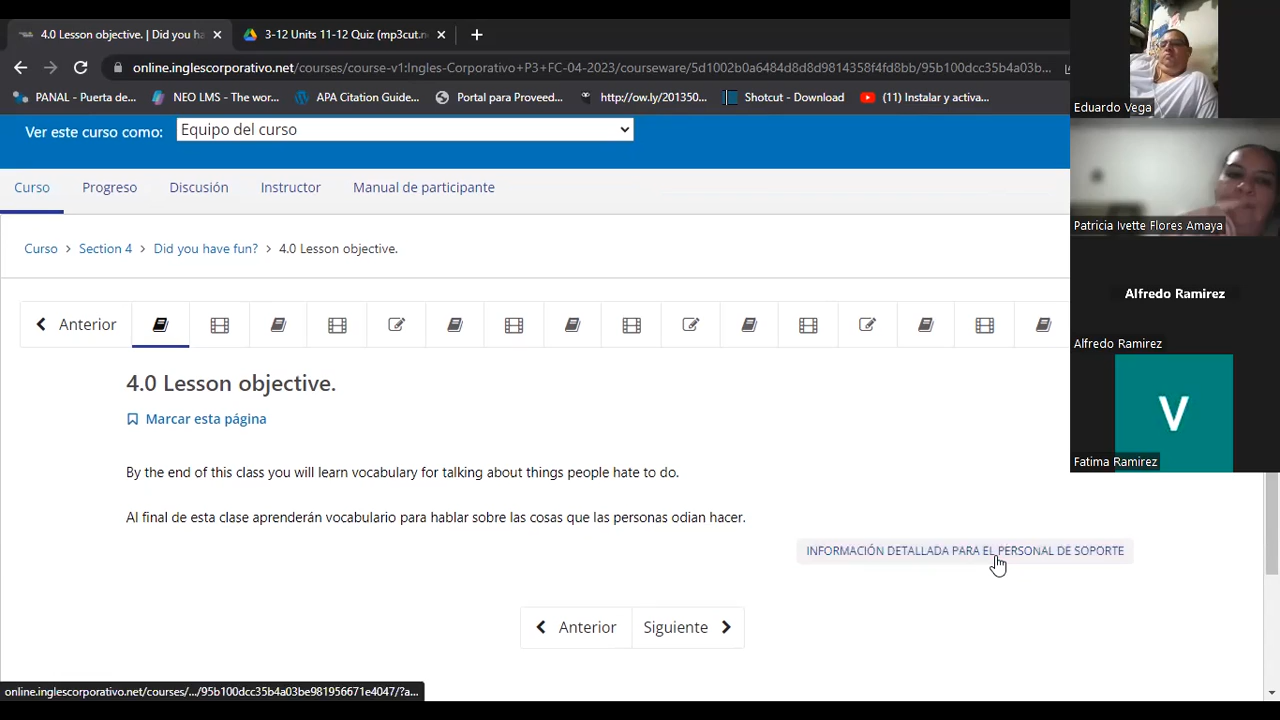 4.0 Lesson objective. | Did you ha
3-12 Units 11-12 Quiz (mp3cut.n
online.inglescorporativo.net/courses/course-v1:Ingles-Corporativo+P3+FC-04-2023/courseware/5d1002b0a6484d8d8f9814358f4fd8bb/95b100dcc35b4a03b...
PANAL - Puerta de... NEO LMS - The wor... APA Citation Guide... Portal para Proveed... http://ow.ly/201350... Shotcut - Download (11) Instalar y activa...
Ver este curso como: Equipo del curso
Curso Progreso Discusión Instructor Manual de participante
Curso > Section 4 > Did you have fun? > 4.0 Lesson objective.
Anterior
4.0 Lesson objective.
Marcar esta página
By the end of this class you will learn vocabulary for talking about things people hate to do.
Al final de esta clase aprenderán vocabulario para hablar sobre las cosas que las personas odian hacer.
INFORMACIÓN DETALLADA PARA EL PERSONAL DE SOPORTE
Anterior Siguiente
online.inglescorporativo.net/courses/.../95b100dcc35b4a03be981956671e4047/?a...
Eduardo Vega
Patricia Ivette Flores Amaya
Alfredo Ramirez
Alfredo Ramirez
V
Fatima Ramirez